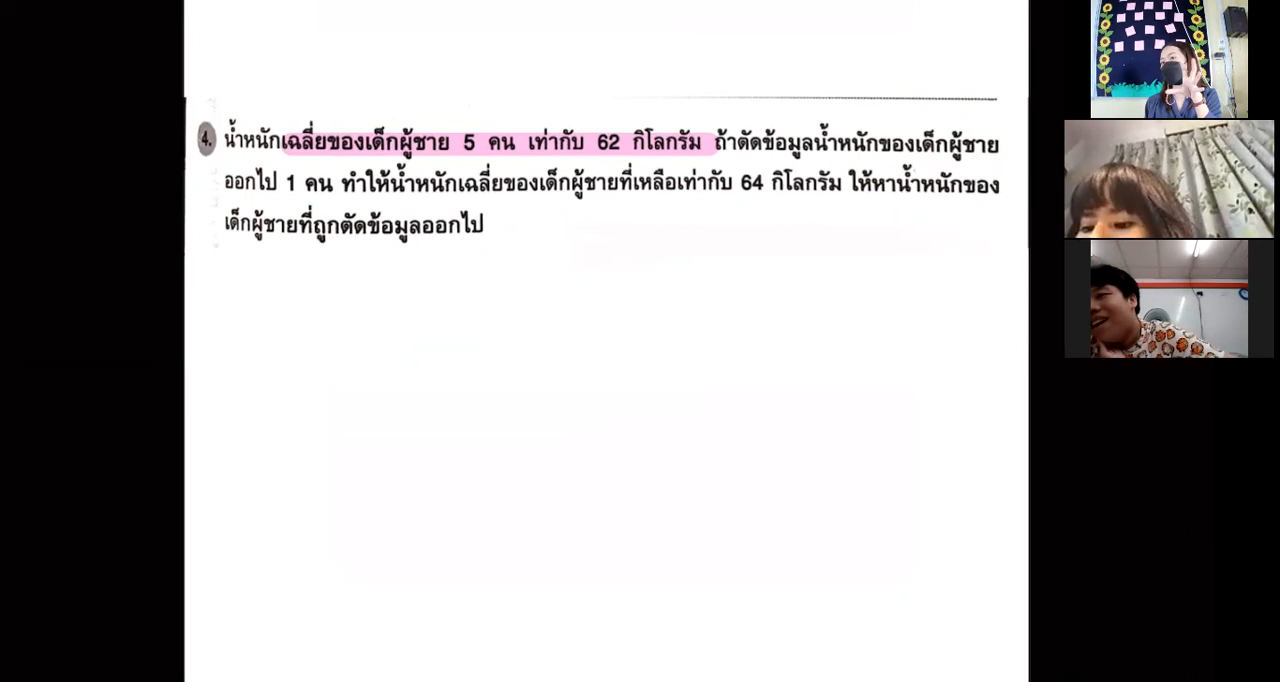 4. น้ำหนักเฉลี่ยของเด็กผู้ชาย 5 คน เท่ากับ 62 กิโลกรัม ถ้าตัดข้อมูลน้ำหนักของเด็กผู้ชาย
ออกไป 1 คน ทำให้น้ำหนักเฉลี่ยของเด็กผู้ชายที่เหลือเท่ากับ 64 กิโลกรัม ให้หาน้ำหนักของ
เด็กผู้ชายที่ถูกตัดข้อมูลออกไป